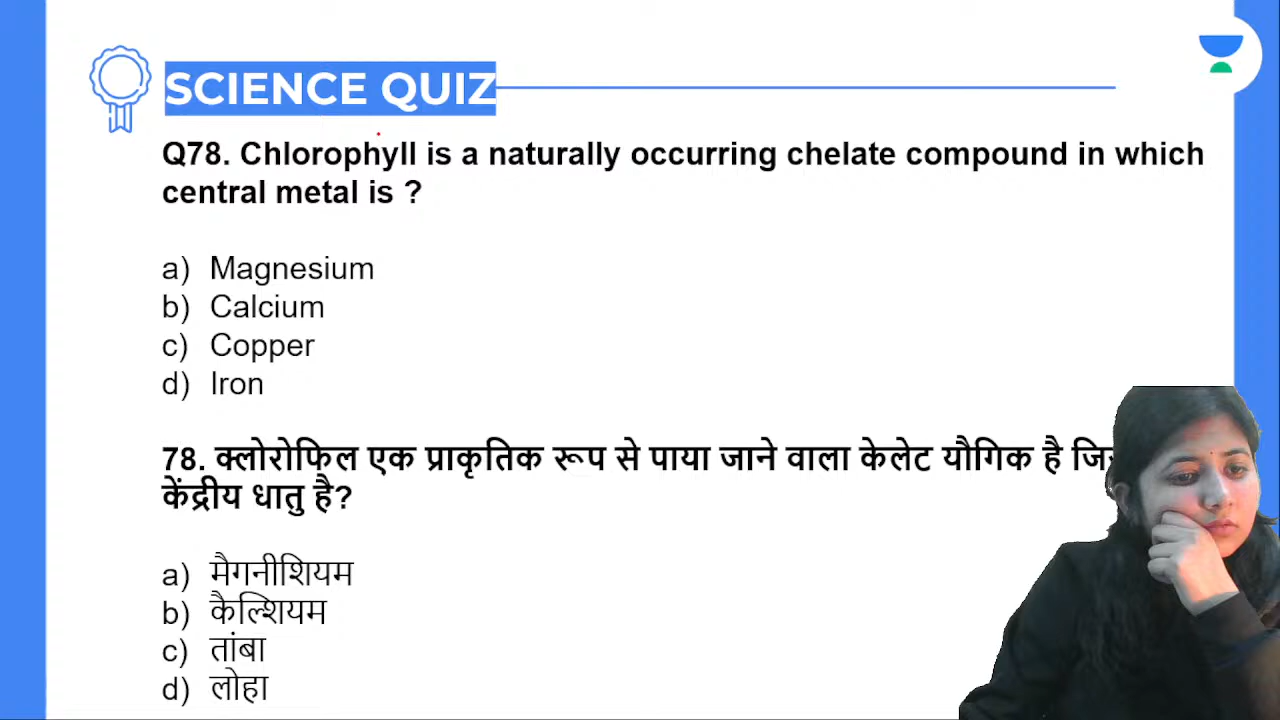 SCIENCE QUIZ
Q78. Chlorophyll is a naturally occurring chelate compound in which
central metal is ?
a) Magnesium
b) Calcium
c) Copper
d) Iron
78. क्लोरोफिल एक प्राकृतिक रूप से पाया जाने वाला केलेट यौगिक है
केंद्रीय धातु है?
a) मैगनीशियम
b) कैल्शियम
c) तांबा
d) लोहा